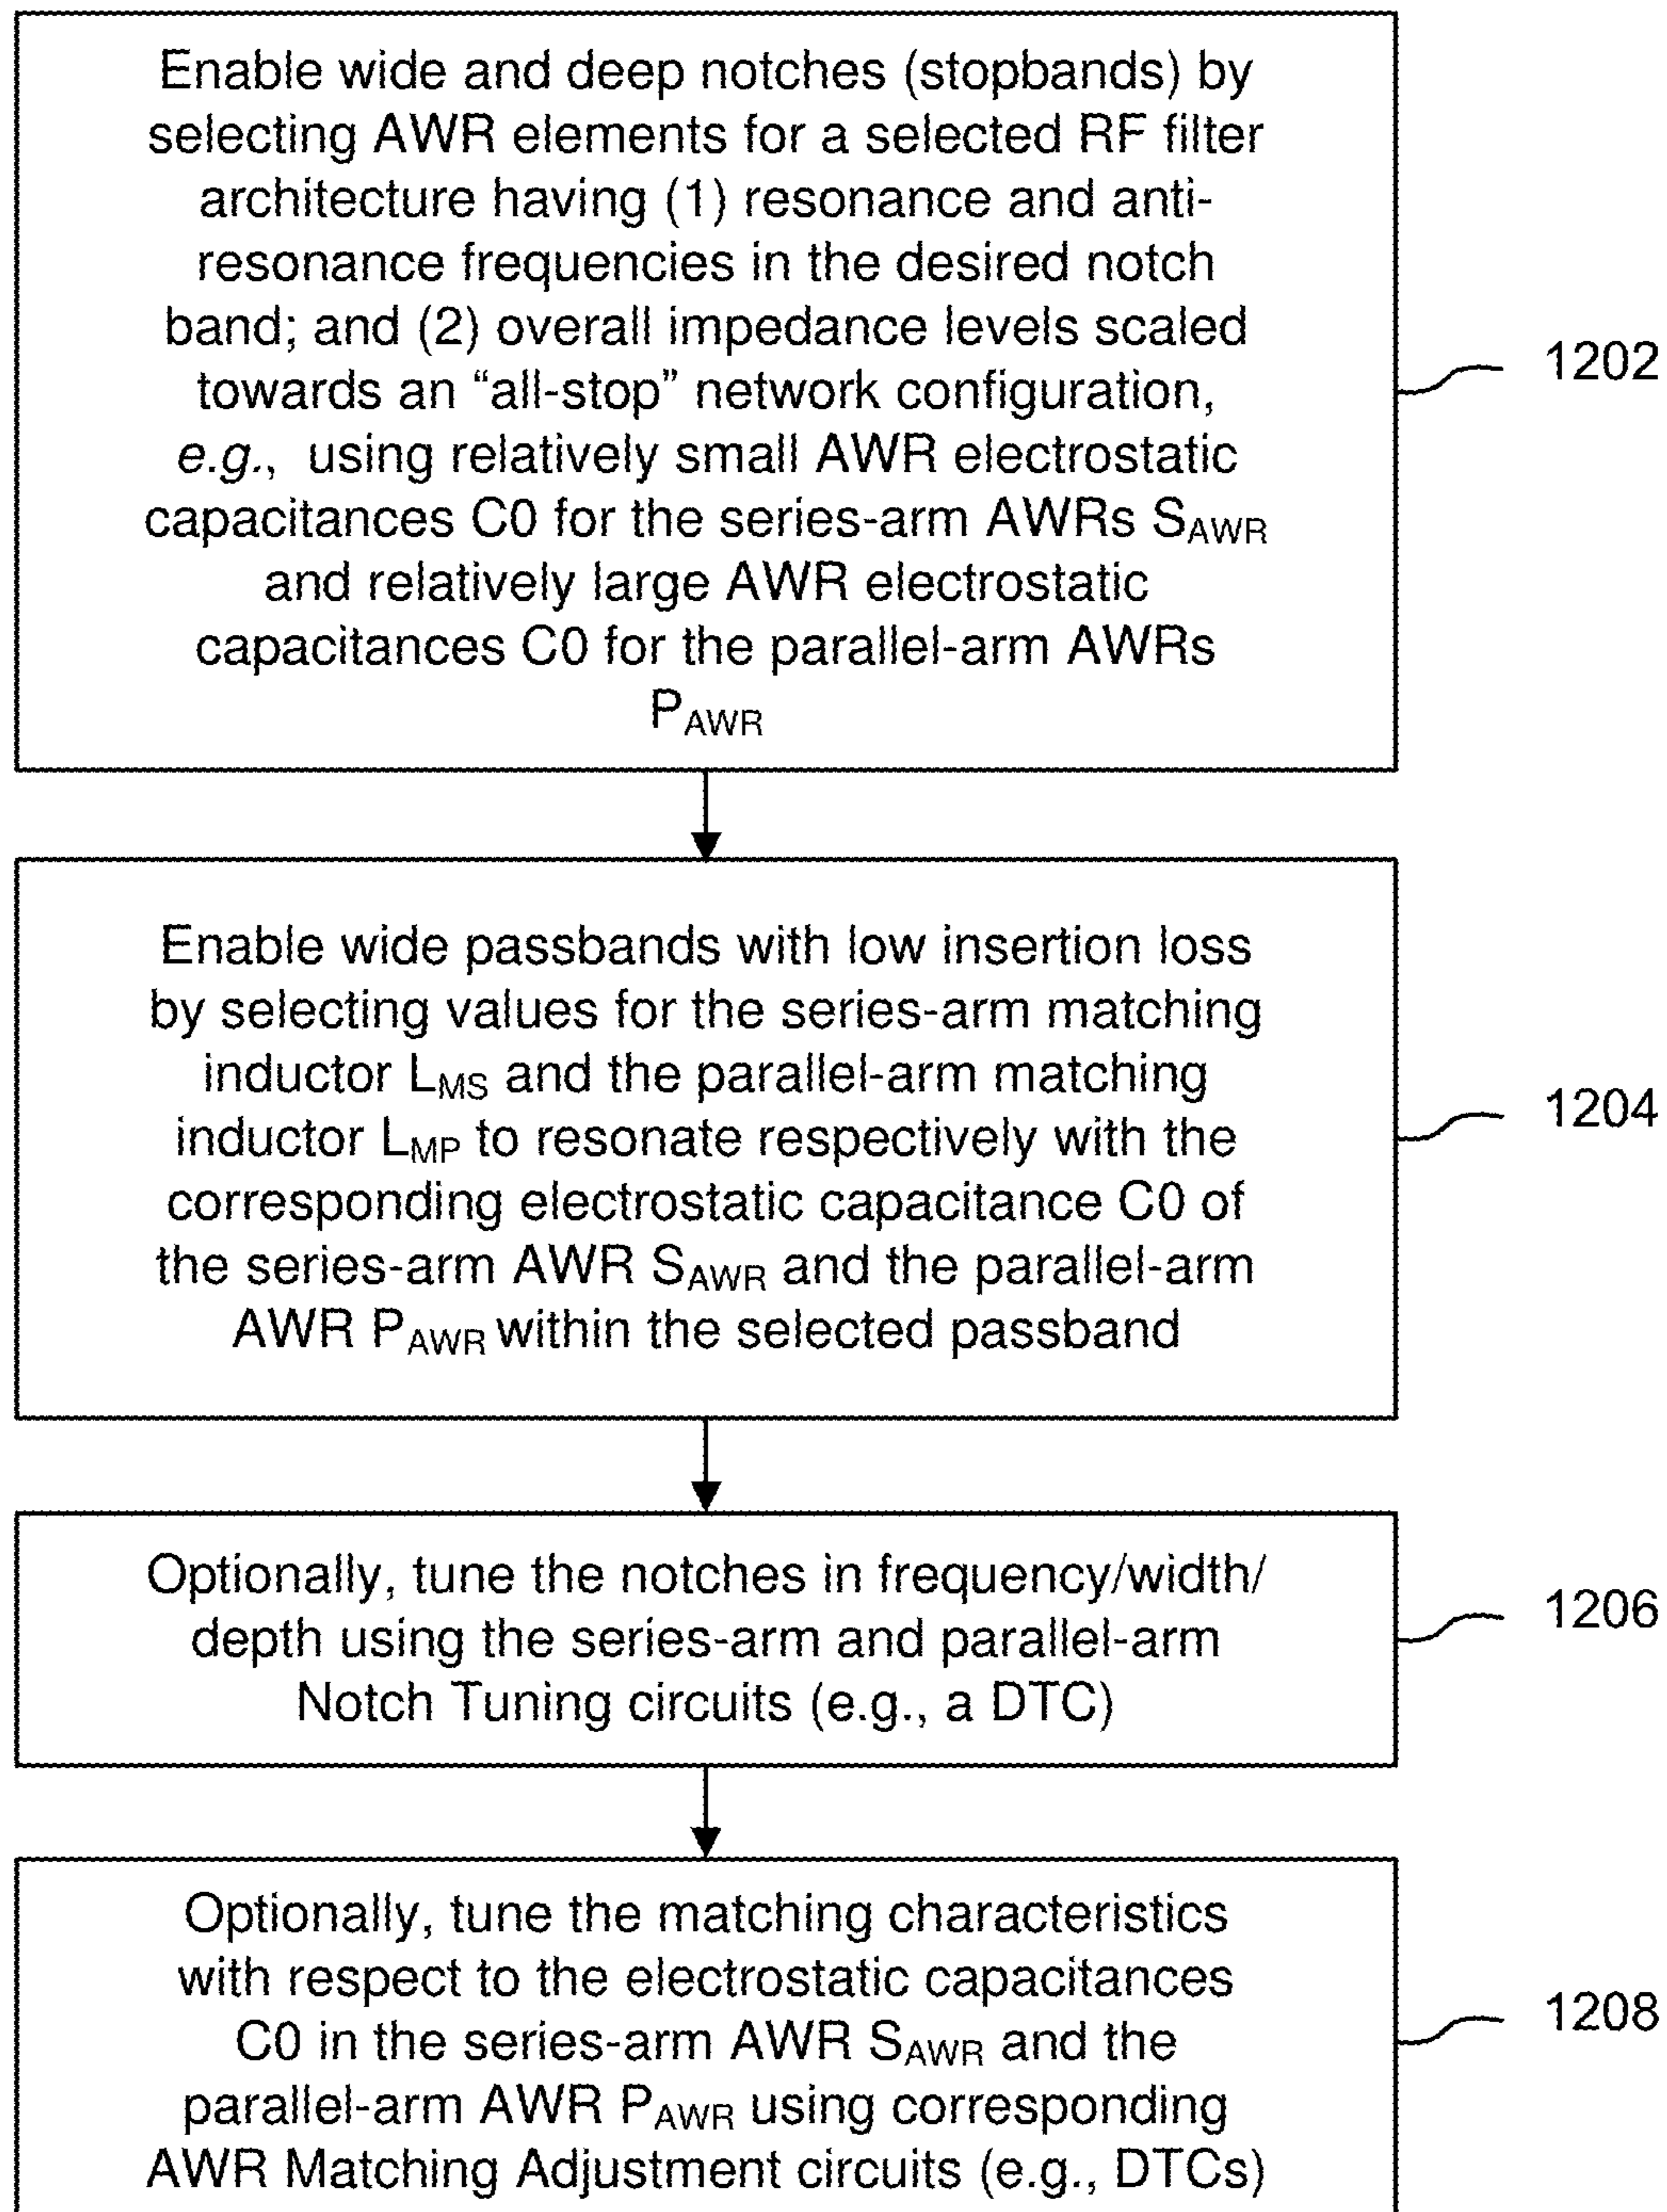 Enable wide and deep notches (stopbands) by
selecting AWR elements for a selected RF filter
architecture having (1) resonance and anti-
resonance frequencies in the desired notch
band; and (2) overall impedance levels scaled
towards an “all-stop” network configuration,
e.g., using relatively small AWR electrostatic
capacitances C0 for the series-arm AWRs SAWR
and relatively large AWR electrostatic
capacitances C0 for the parallel-arm AWRs
PAWR
1202
Enable wide passbands with low insertion loss
by selecting values for the series-arm matching
inductor LMS and the parallel-arm matching
inductor LMP to resonate respectively with the
corresponding electrostatic capacitance C0 of
the series-arm AWR SAWR and the parallel-arm
AWR PAWR within the selected passband
1204
Optionally, tune the notches in frequency/width/
depth using the series-arm and parallel-arm
Notch Tuning circuits (e.g., a DTC)
1206
Optionally, tune the matching characteristics
with respect to the electrostatic capacitances
C0 in the series-arm AWR SAWR and the
parallel-arm AWR PAWR using corresponding
AWR Matching Adjustment circuits (e.g., DTCs)
1208